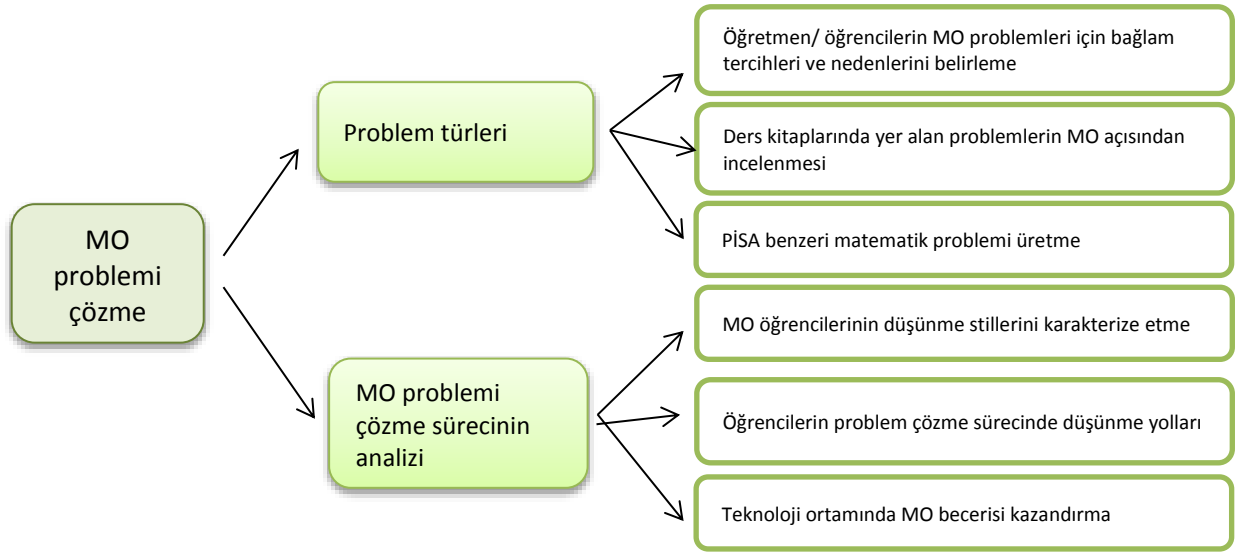 MO
problemi
çözme
Problem türleri
Öğretmen/ öğrencilerin MO problemleri için bağlam
tercihleri ve nedenlerini belirleme
Ders kitaplarında yer alan problemlerin MO açısından
incelenmesi
PİSA benzeri matematik problemi üretme
MO problemi
çözme sürecinin
analizi
MO öğrencilerinin düşünme stillerini karakterize etme
Öğrencilerin problem çözme sürecinde düşünme yolları
Teknoloji ortamında MO becerisi kazandırma